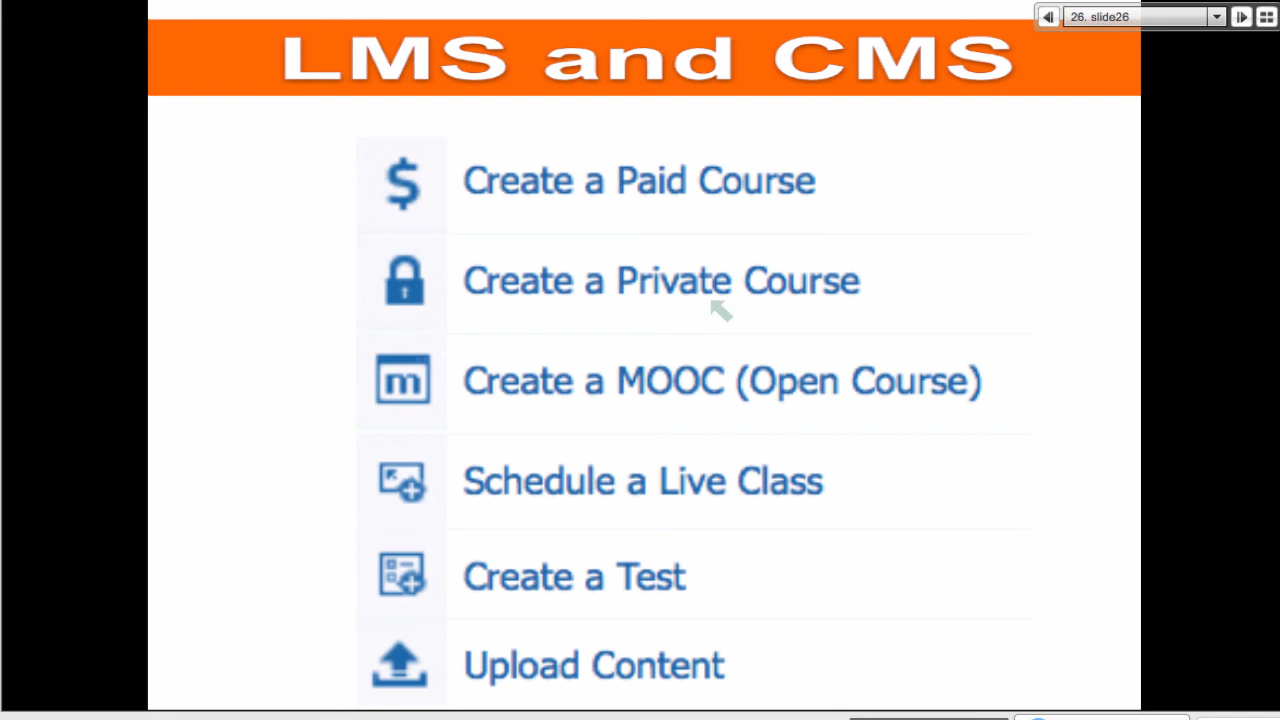 26. slide26
LMS and CMS
$ Create a Paid Course
Create a Private Course
m Create a MOOC (Open Course)
Schedule a Live Class
Create a Test
Upload Content